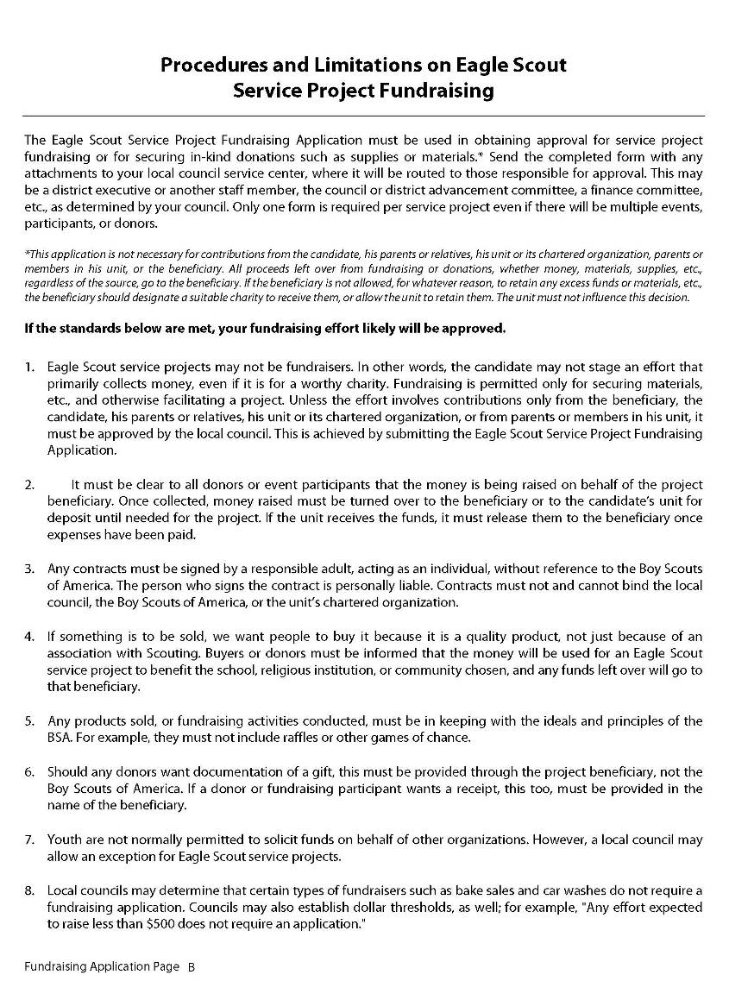 Procedures and Limitations on Eagle Scout
Service Project Fundraising
The Eagle Scout Service Project Fundraising Application must be used in obtaining approval for service project
fundraising or for securing in-kind donations such as supplies or materials.* Send the completed form with any
attachments to your local council service center, where it will be routed to those responsible for approval. This may
be a district executive or another staff member, the council or district advancement committee, a finance committee,
etc., as determined by your council. Only one form is required per service project even if there will be multiple events,
participants, or donors.
*This application is not necessary for contributions from the candidate, his parents or relatives, his unit or its chartered organization, parents or
members in his unit, or the beneficiary. All proceeds left over from fundraising or donations, whether money, materials, supplies, etc.,
regardless of the source, go to the beneficiary. If the beneficiary is not allowed, for whatever reason, to retain any excess funds or materials, etc.,
the beneficiary should designate a suitable charity to receive them, or allow the unit to retain them. The unit must not influence this decision.
If the standards below are met, your fundraising effort likely will be approved.
1. Eagle Scout service projects may not be fundraisers. In other words, the candidate may not stage an effort that
primarily collects money, even if it is for a worthy charity. Fundraising is permitted only for securing materials,
etc., and otherwise facilitating a project. Unless the effort involves contributions only from the beneficiary, the
candidate, his parents or relatives, his unit or its chartered organization, or from parents or members in his unit, it
must be approved by the local council. This is achieved by submitting the Eagle Scout Service Project Fundraising
Application.
2. It must be clear to all donors or event participants that the money is being raised on behalf of the project
beneficiary. Once collected, money raised must be turned over to the beneficiary or to the candidate's unit for
deposit until needed for the project. If the unit receives the funds, it must release them to the beneficiary once
expenses have been paid.
3. Any contracts must be signed by a responsible adult, acting as an individual, without reference to the Boy Scouts
of America. The person who signs the contract is personally liable. Contracts must not and cannot bind the local
council, the Boy Scouts of America, or the unit's chartered organization.
4. If something is to be sold, we want people to buy it because it is a quality product, not just because of an
association with Scouting. Buyers or donors must be informed that the money will be used for an Eagle Scout
service project to benefit the school, religious institution, or community chosen, and any funds left over will go to
that beneficiary.
5. Any products sold, or fundraising activities conducted, must be in keeping with the ideals and principles of the
BSA. For example, they must not include raffles or other games of chance.
6. Should any donors want documentation of a gift, this must be provided through the project beneficiary, not the
Boy Scouts of America. If a donor or fundraising participant wants a receipt, this too, must be provided in the
name of the beneficiary.
7. Youth are not normally permitted to solicit funds on behalf of other organizations. However, a local council may
allow an exception for Eagle Scout service projects.
8. Local councils may determine that certain types of fundraisers such as bake sales and car washes do not require a
fundraising application. Councils may also establish dollar thresholds, as well; for example, "Any effort expected
to raise less than $500 does not require an application."
Fundraising Application Page B